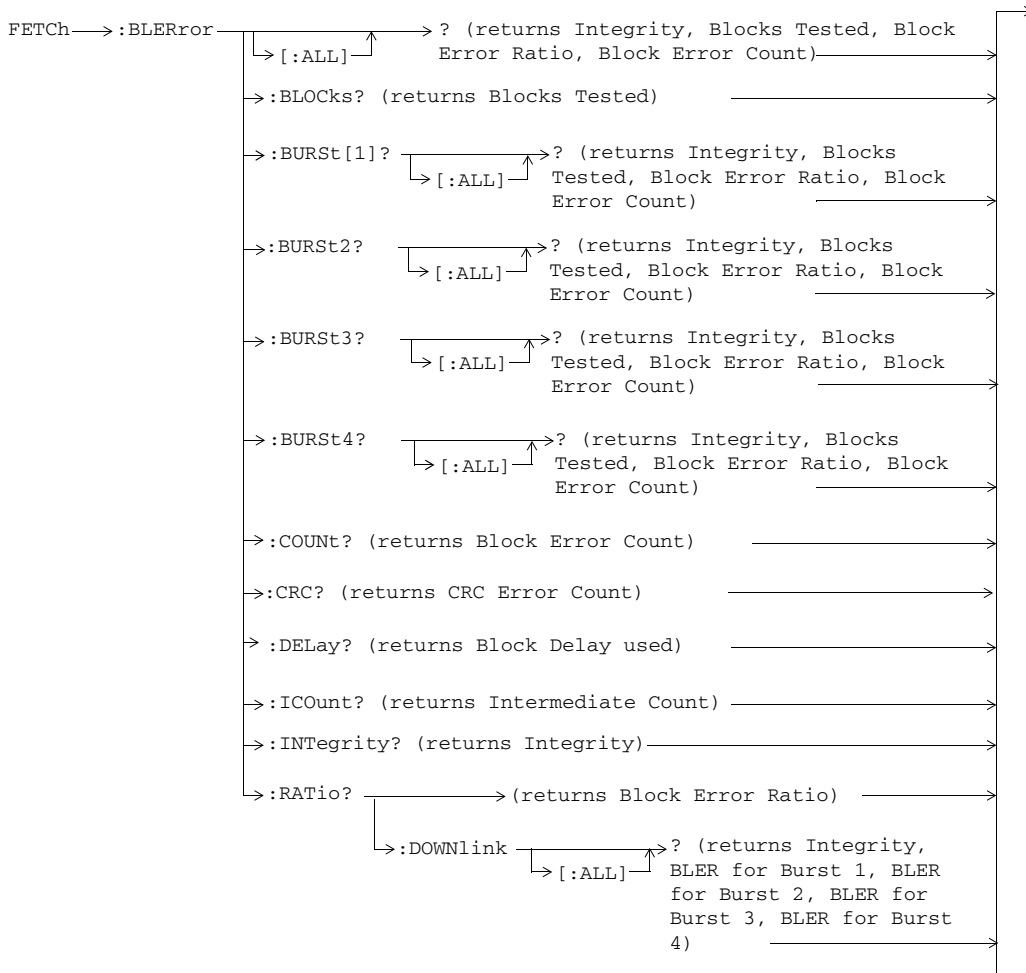 FETCh :BLERror ? (returns Integrity, Blocks Tested, Block
[:ALL] Error Ratio, Block Error Count)
:BLOCks? (returns Blocks Tested)
:BURSt[1]? ? (returns Integrity, Blocks
[:ALL] Tested, Block Error Ratio, Block
Error Count)
:BURSt2? ? (returns Integrity, Blocks
[:ALL] Tested, Block Error Ratio, Block
Error Count)
:BURSt3? ? (returns Integrity, Blocks
[:ALL] Tested, Block Error Ratio, Block
Error Count)
:BURSt4? ? (returns Integrity, Blocks
[:ALL] Tested, Block Error Ratio, Block
Error Count)
:COUNt? (returns Block Error Count)
:CRC? (returns CRC Error Count)
:DELay? (returns Block Delay used)
:ICOunt? (returns Intermediate Count)
:INTegrity? (returns Integrity)
:RATio? (returns Block Error Ratio)
:DOWNlink ? (returns Integrity,
[:ALL] BLER for Burst 1, BLER
for Burst 2, BLER for
Burst 3, BLER for Burst
4)